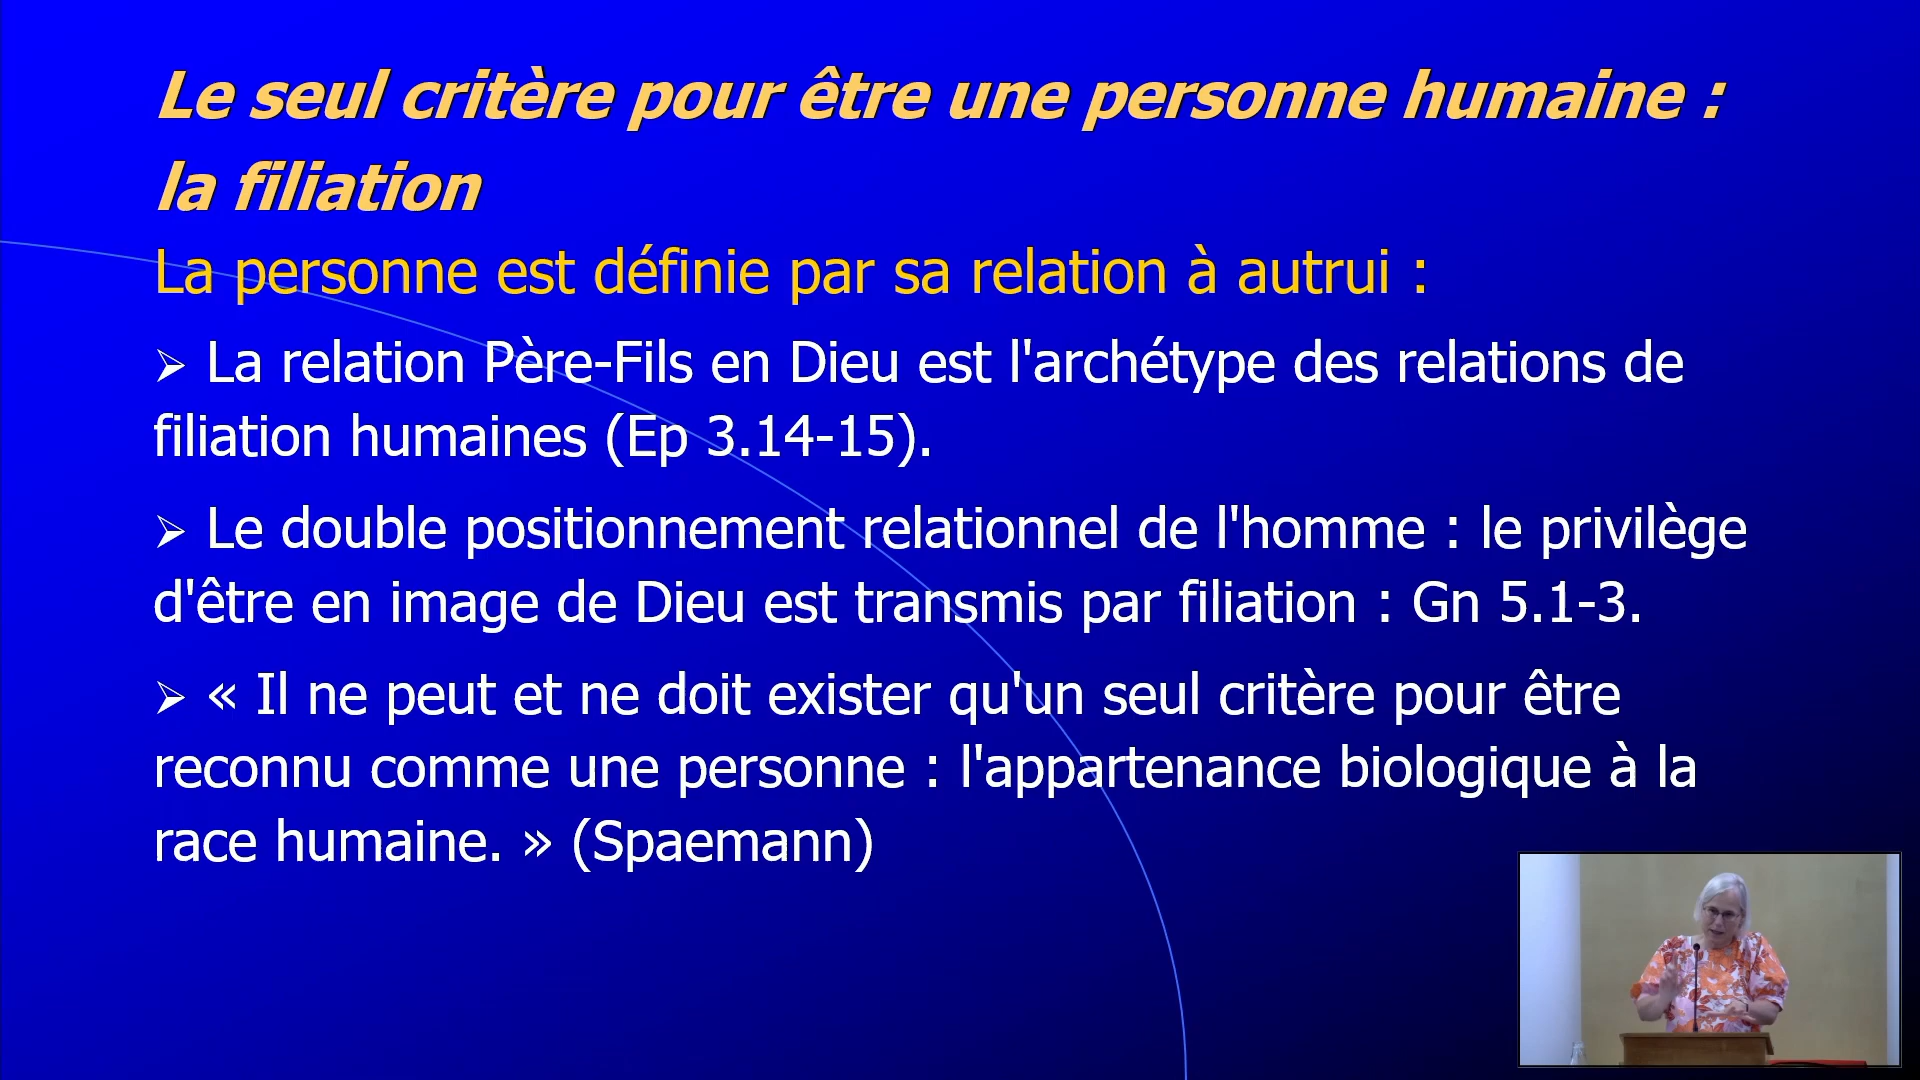 Le seul critère pour être une personne humaine :
la filiation
La personne est définie par sa relation à autrui :
➢ La relation Père-Fils en Dieu est l'archétype des relations de
filiation humaines (Ep 3.14-15).
➢ Le double positionnement relationnel de l'homme : le privilège
d'être en image de Dieu est transmis par filiation : Gn 5.1-3.
➢ « Il ne peut et ne doit exister qu'un seul critère pour être
reconnu comme une personne : l'appartenance biologique à la
race humaine. » (Spaemann)